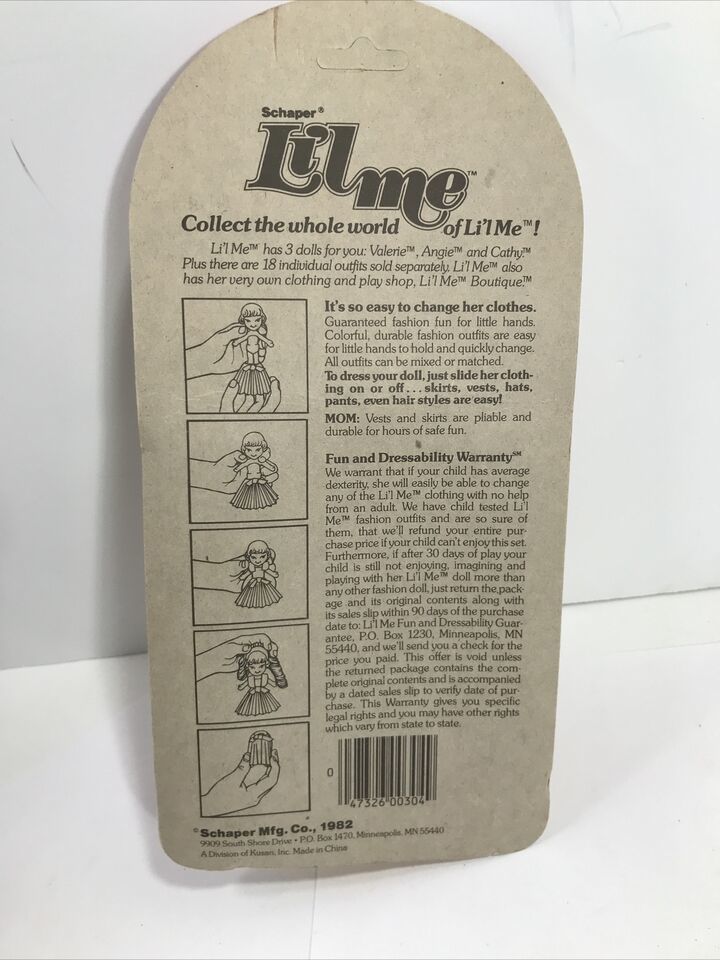 Schaper®
Li'l me™
Collect the whole world of Li'l Me™!
Li'l Me™ has 3 dolls for you: Valerie™, Angie™ and Cathy.™
Plus there are 18 individual outfits sold separately. Li'l Me™ also
has her very own clothing and play shop, Li'l Me™ Boutique.™
It's so easy to change her clothes.
Guaranteed fashion fun for little hands.
Colorful, durable fashion outfits are easy
for little hands to hold and quickly change.
All outfits can be mixed or matched.
To dress your doll, just slide her cloth-
ing on or off... skirts, vests, hats,
pants, even hair styles are easy!
MOM: Vests and skirts are pliable and
durable for hours of safe fun.
Fun and Dressability Warranty℠
We warrant that if your child has average
dexterity, she will easily be able to change
any of the Li'l Me™ clothing with no help
from an adult. We have child tested Li'l
Me™ fashion outfits and are so sure of
them, that we'll refund your entire pur-
chase price if your child can't enjoy this set.
Furthermore, if after 30 days of play your
child is still not enjoying, imagining and
playing with her Li'l Me™ doll more than
any other fashion doll, just return the pack-
age and its original contents along with
its sales slip within 90 days of the purchase
date to: Li'l Me Fun and Dressability Guar-
antee, P.O. Box 1230, Minneapolis, MN
55440, and we'll send you a check for the
price you paid. This offer is void unless
the returned package contains the com-
plete original contents and is accompanied
by a dated sales slip to verify date of pur-
chase. This Warranty gives you specific
legal rights and you may have other rights
which vary from state to state.
0 47326 00304
©Schaper Mfg. Co., 1982
9909 South Shore Drive • P.O. Box 1470, Minneapolis, MN 55440
A Division of Kusan, Inc. Made in China